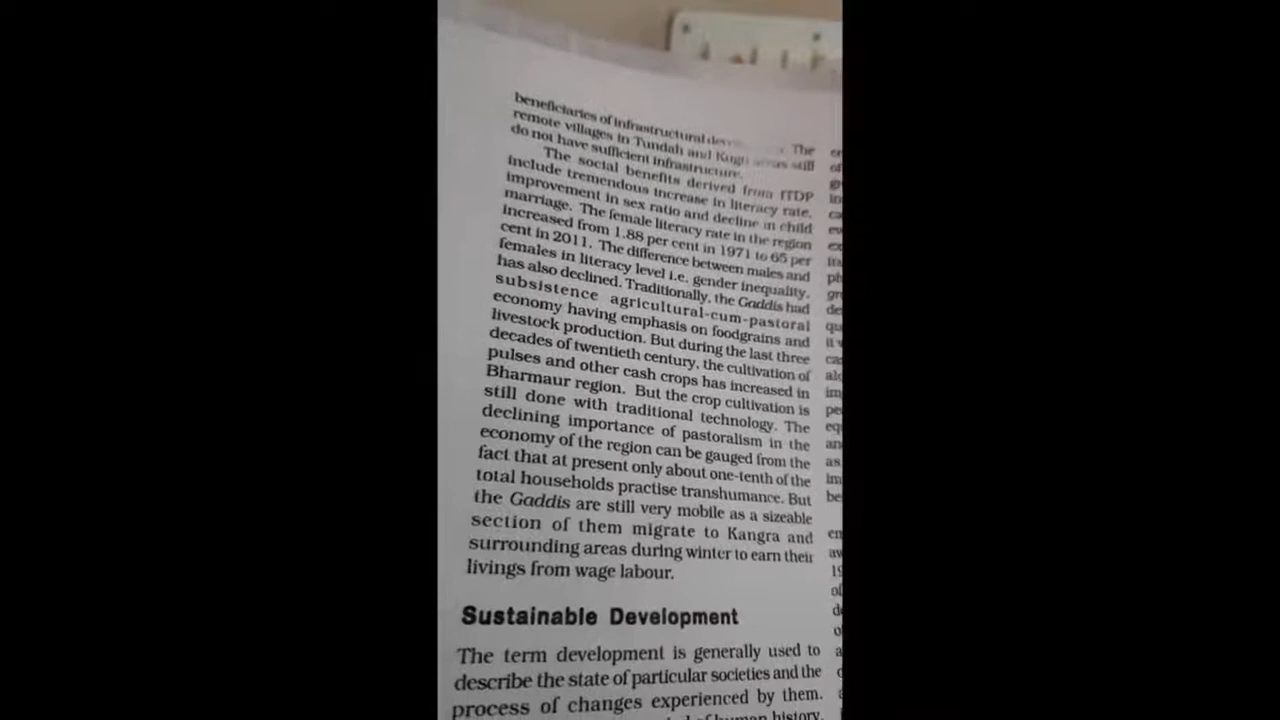 beneficiaries of infrastructural The
remote villages in Tundah and Kugti areas still
do not have sufficient infrastructure.
The social benefits derived from ITDP
include tremendous increase in literacy rate,
improvement in sex ratio and decline in child
marriage. The female literacy rate in the region
increased from 1.88 per cent in 1971 to 65 per
cent in 2011. The difference between males and
females in literacy level i.e. gender inequality,
has also declined. Traditionally, the Gaddis had
subsistence agricultural-cum-pastoral
economy having emphasis on foodgrains and
livestock production. But during the last three
decades of twentieth century, the cultivation of
pulses and other cash crops has increased in
Bharmaur region. But the crop cultivation is
still done with traditional technology. The
declining importance of pastoralism in the
economy of the region can be gauged from the
fact that at present only about one-tenth of the
total households practise transhumance. But
the Gaddis are still very mobile as a sizeable
section of them migrate to Kangra and
surrounding areas during winter to earn their
livings from wage labour.
Sustainable Development
The term development is generally used to
describe the state of particular societies and the
process of changes experienced by them.
of human history,